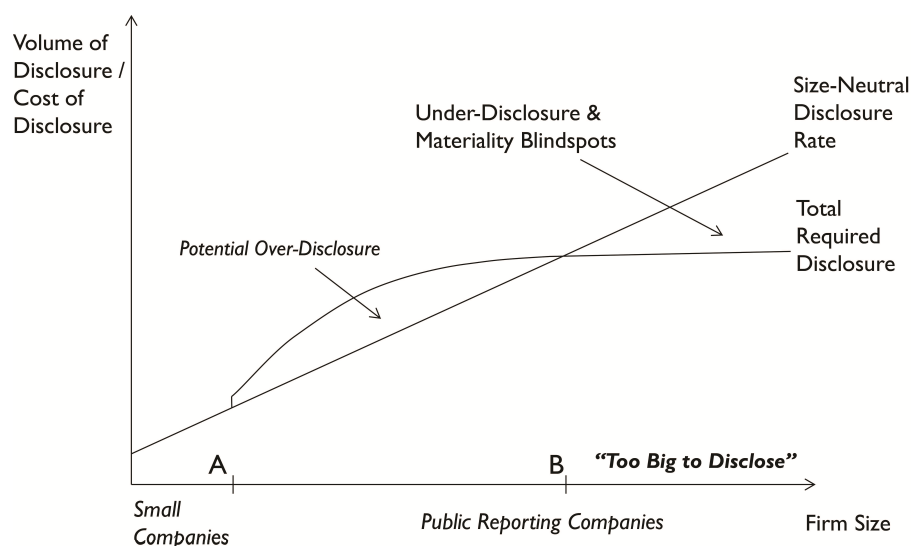 Volume of
Disclosure /
Cost of
Disclosure
Under-Disclosure &
Materiality Blindspots
Size-Neutral
Disclosure
Rate
Potential Over-Disclosure
Total
Required
Disclosure
A
B
"Too Big to Disclose"
Small
Companies
Public Reporting Companies
Firm Size